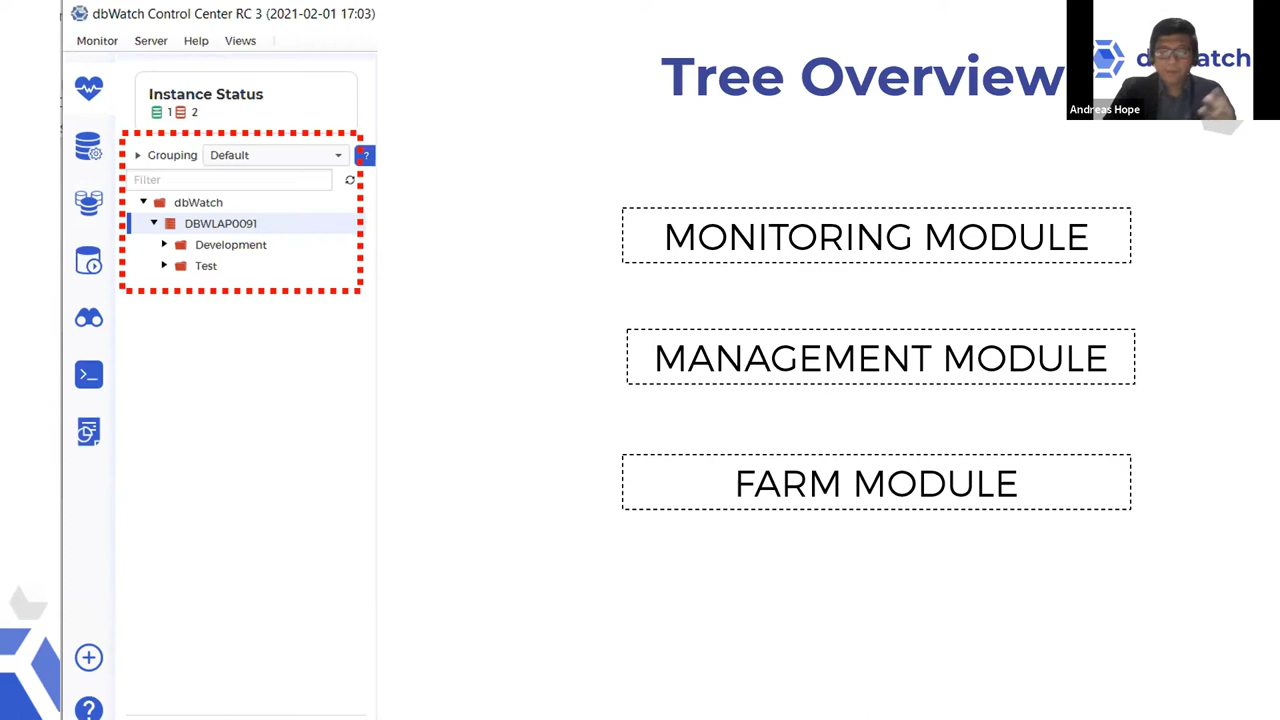 dbWatch Control Center RC 3 (2021-02-01 17:03)
Monitor Server Help Views
Instance Status
1 2
Grouping Default ?
Filter
dbWatch
DBWLAP0091
Development
Test
?
Tree Overview
Andreas Hope
MONITORING MODULE
MANAGEMENT MODULE
FARM MODULE